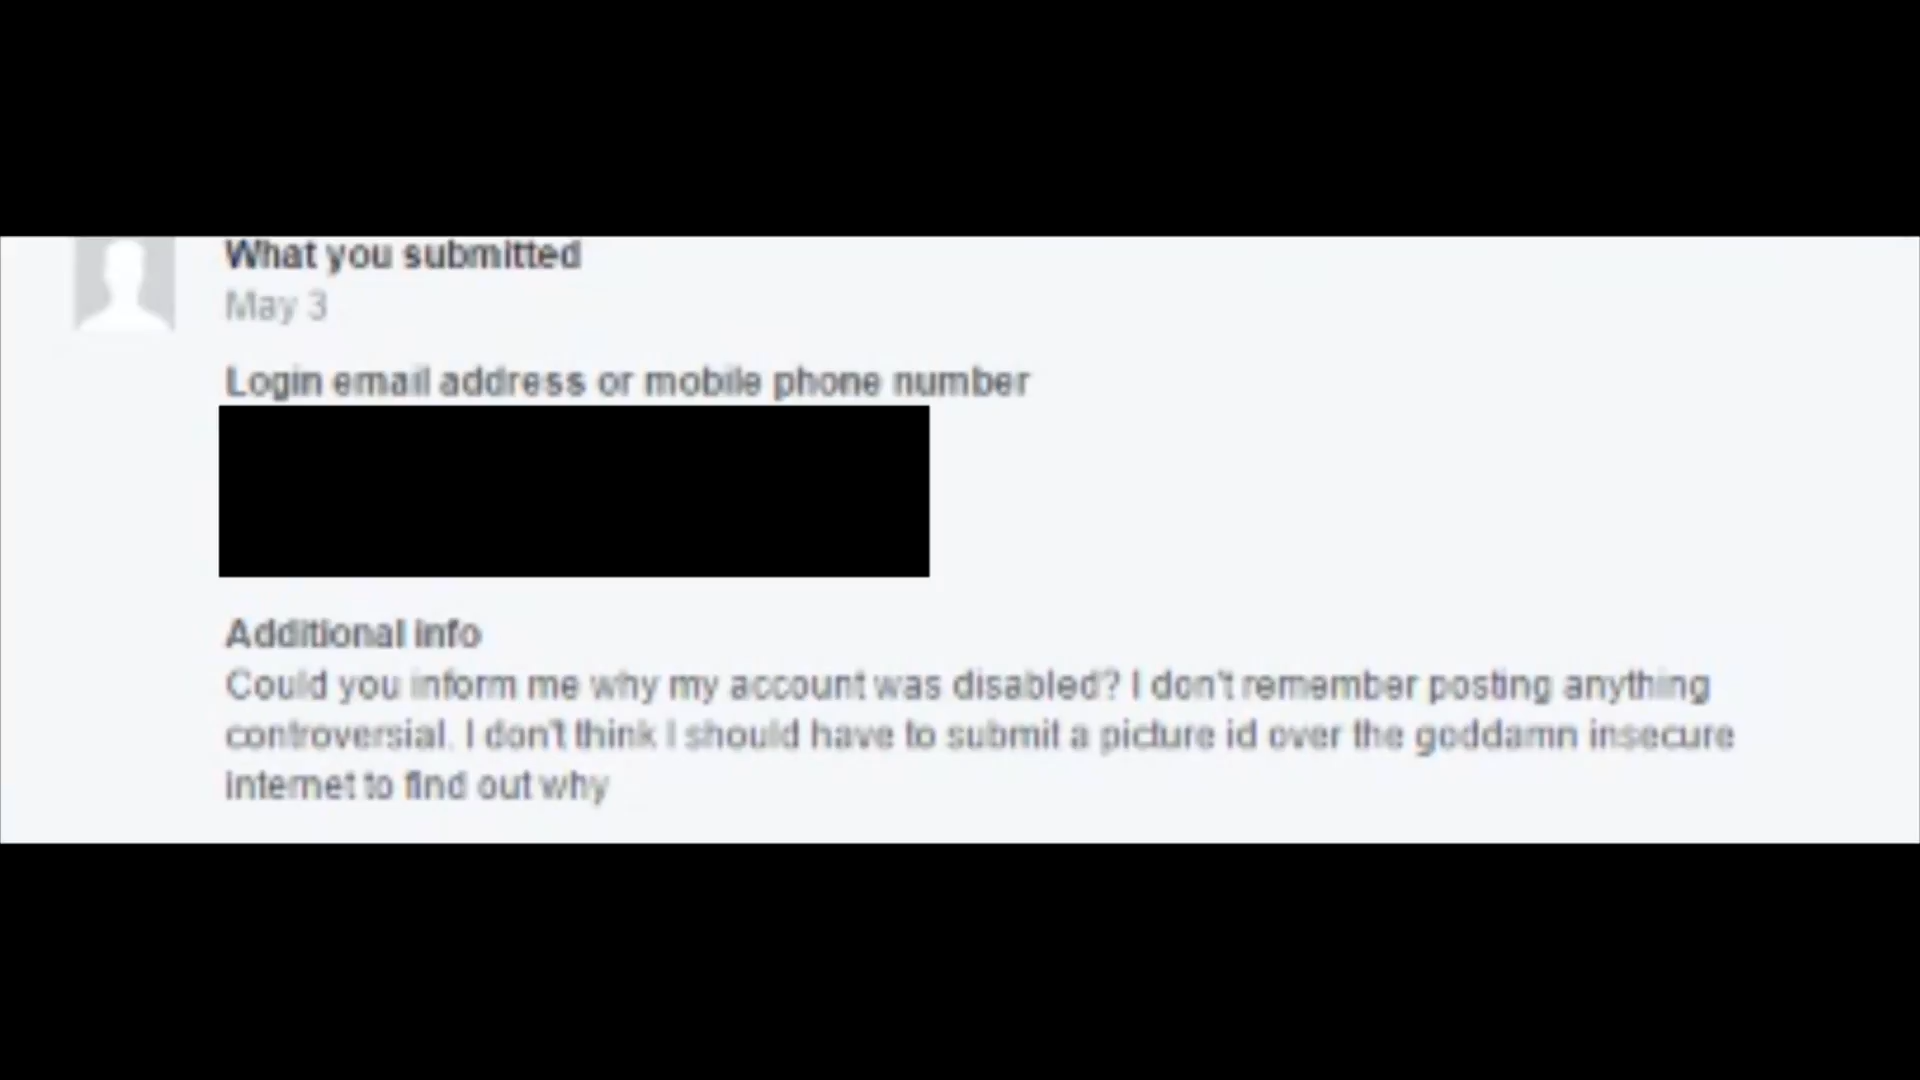 What you submitted
May 3
Login email address or mobile phone number
Additional info
Could you inform me why my account was disabled? I don't remember posting anything
controversial. I don't think I should have to submit a picture id over the goddamn insecure
internet to find out why